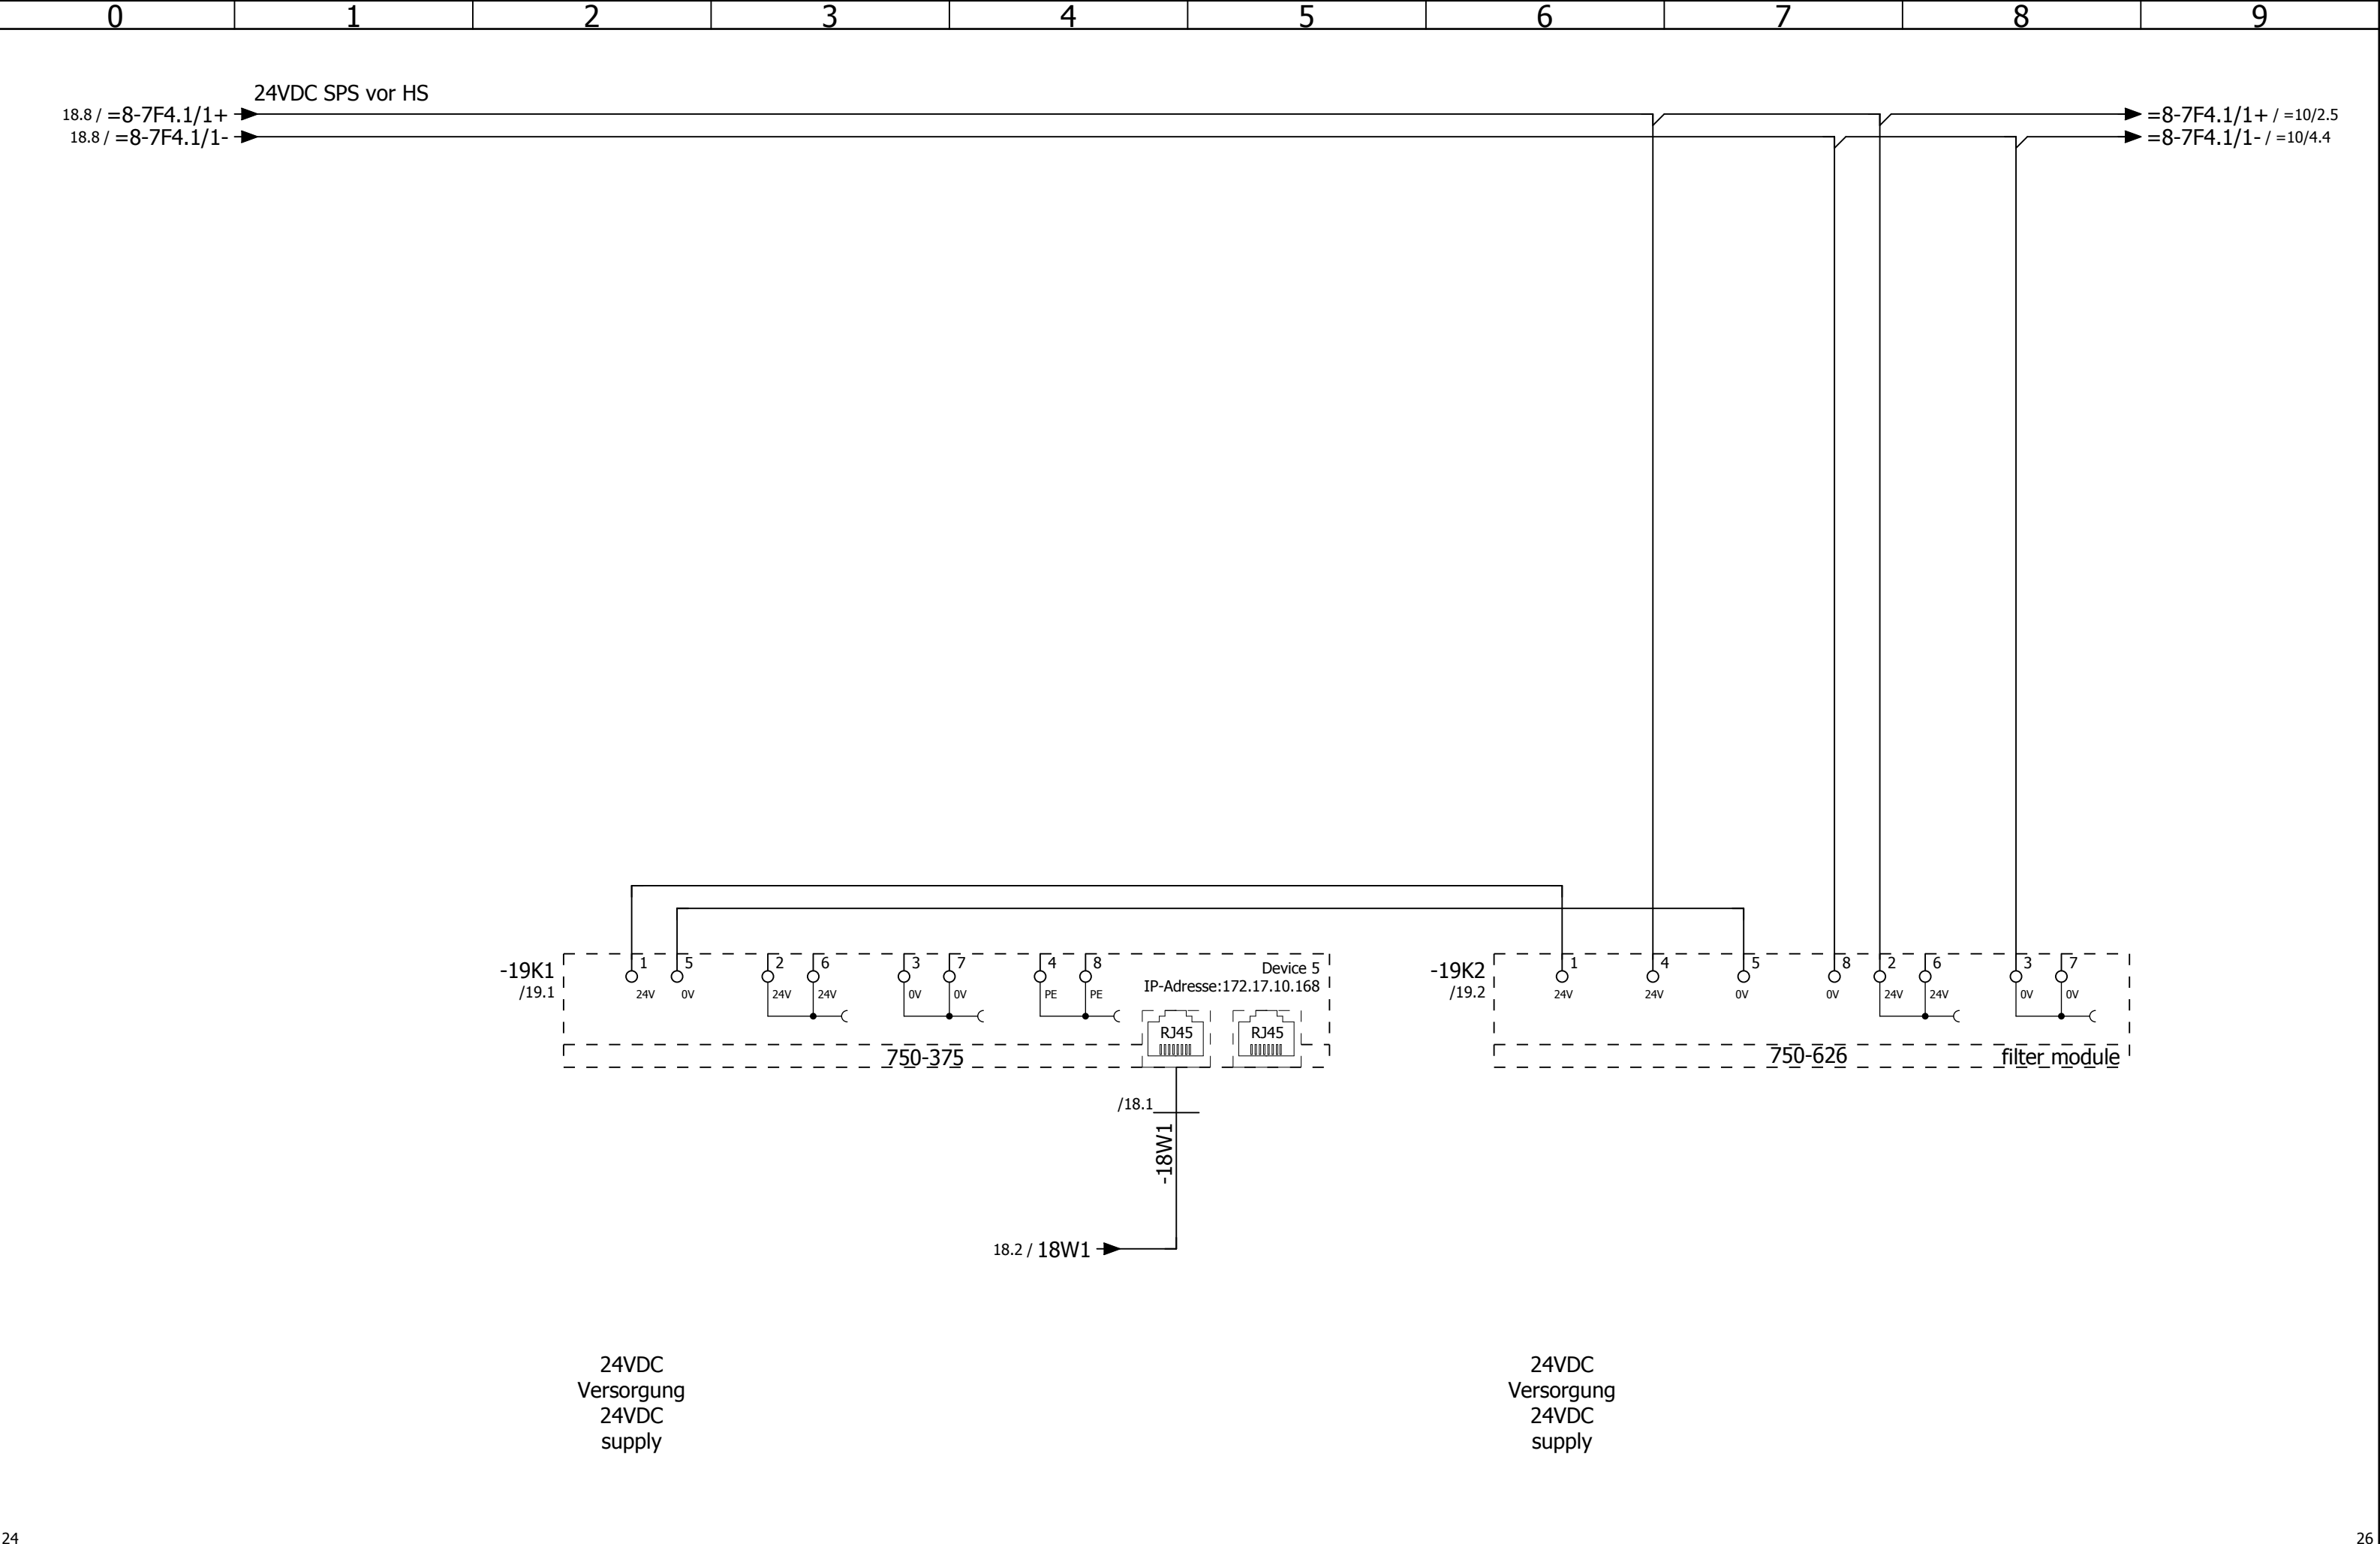 0 1 2 3 4 5 6 7 8 9
24VDC SPS vor HS
18.8 / =8-7F4.1/1+
=8-7F4.1/1+ / =10/2.5
18.8 / =8-7F4.1/1-
=8-7F4.1/1- / =10/4.4
-19K1
/19.1
1 5 2 6 3 7 4 8
24V 0V 24V 24V 0V 0V PE PE
Device 5
IP-Adresse:172.17.10.168
RJ45 RJ45
750-375
-19K2
/19.2
1 4 5 8 2 6 3 7
24V 24V 0V 0V 24V 24V 0V 0V
750-626
filter module
/18.1
-18W1
18.2 / 18W1
24VDC
Versorgung
24VDC
supply
24VDC
Versorgung
24VDC
supply
24
26